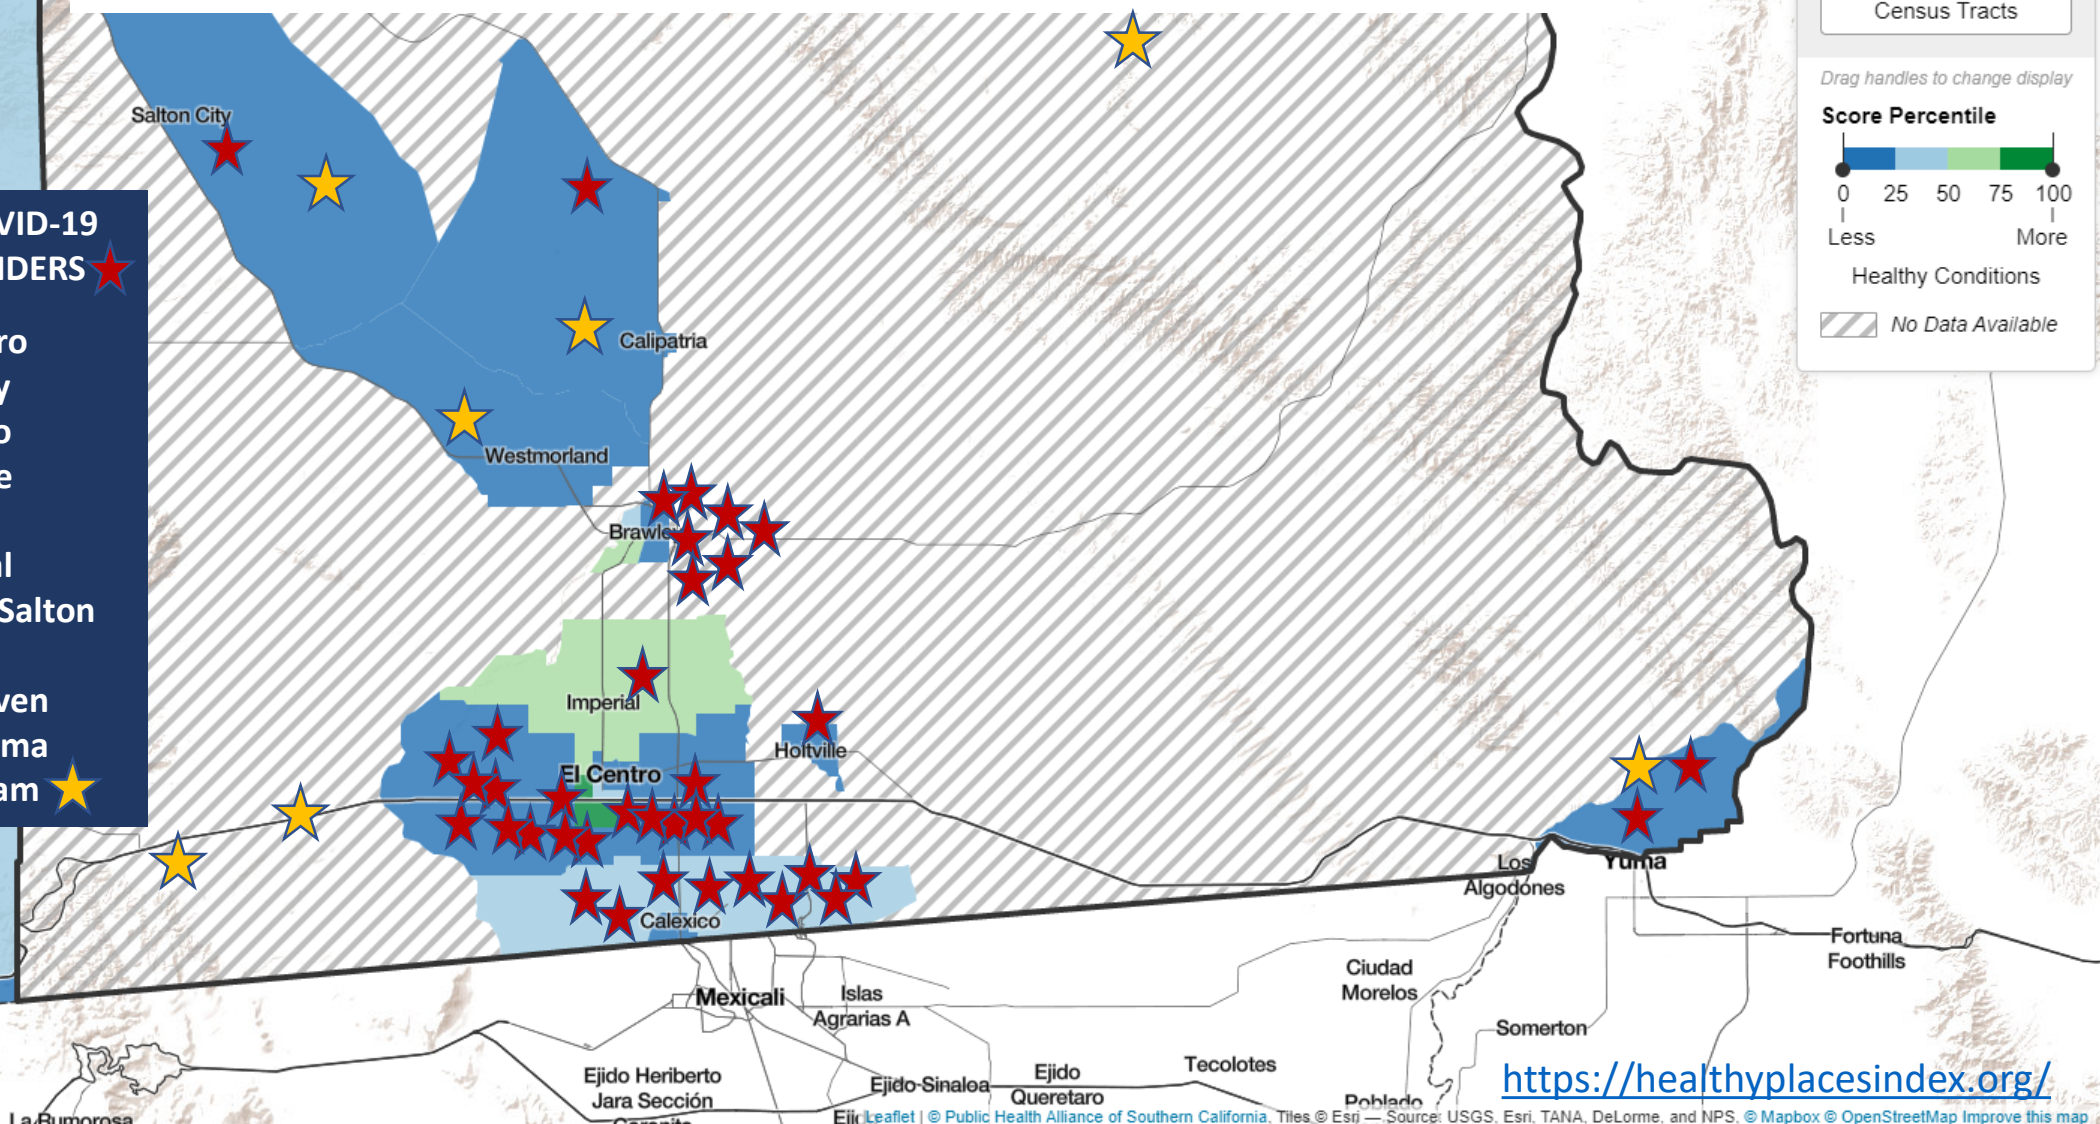 Census Tracts
Drag handles to change display
Score Percentile
0 25 50 75 100
Less More
Healthy Conditions
No Data Available
VID-19
IDERS
ro
y
o
e
l
Salton
ven
ma
am
Salton City
Calipatria
Westmorland
Brawle
Imperial
Holtville
El Centro
Calexico
Los
Algodones
Yuma
Mexicali
Islas
Agrarias A
Ciudad
Morelos
Fortuna
Foothills
Somerton
Ejido Heriberto
Jara Sección
Ejido-Sinaloa
Ejido
Queretaro
Tecolotes
Poblado
La Rumorosa
https://healthyplacesindex.org/
Leaflet | © Public Health Alliance of Southern California, Tiles © Esri — Source: USGS, Esri, TANA, DeLorme, and NPS, © Mapbox © OpenStreetMap Improve this map